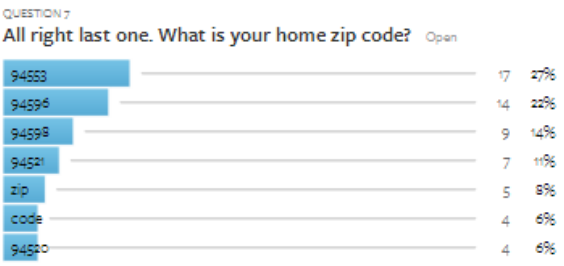 QUESTION 7
All right last one. What is your home zip code? Open
94553 17 27%
94596 14 22%
94598 9 14%
94521 7 11%
zip 5 8%
code 4 6%
94520 4 6%